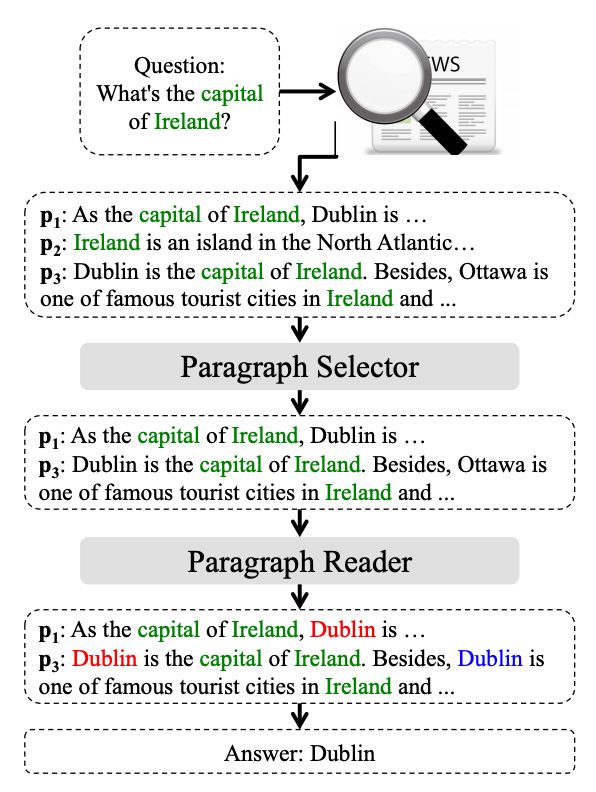 Question:
What's the capital
of Ireland?
WS
p1: As the capital of Ireland, Dublin is …
p2: Ireland is an island in the North Atlantic…
p3: Dublin is the capital of Ireland. Besides, Ottawa is
one of famous tourist cities in Ireland and ...
Paragraph Selector
p1: As the capital of Ireland, Dublin is …
p3: Dublin is the capital of Ireland. Besides, Ottawa is
one of famous tourist cities in Ireland and ...
Paragraph Reader
p1: As the capital of Ireland, Dublin is …
p3: Dublin is the capital of Ireland. Besides, Dublin is
one of famous tourist cities in Ireland and ...
Answer: Dublin